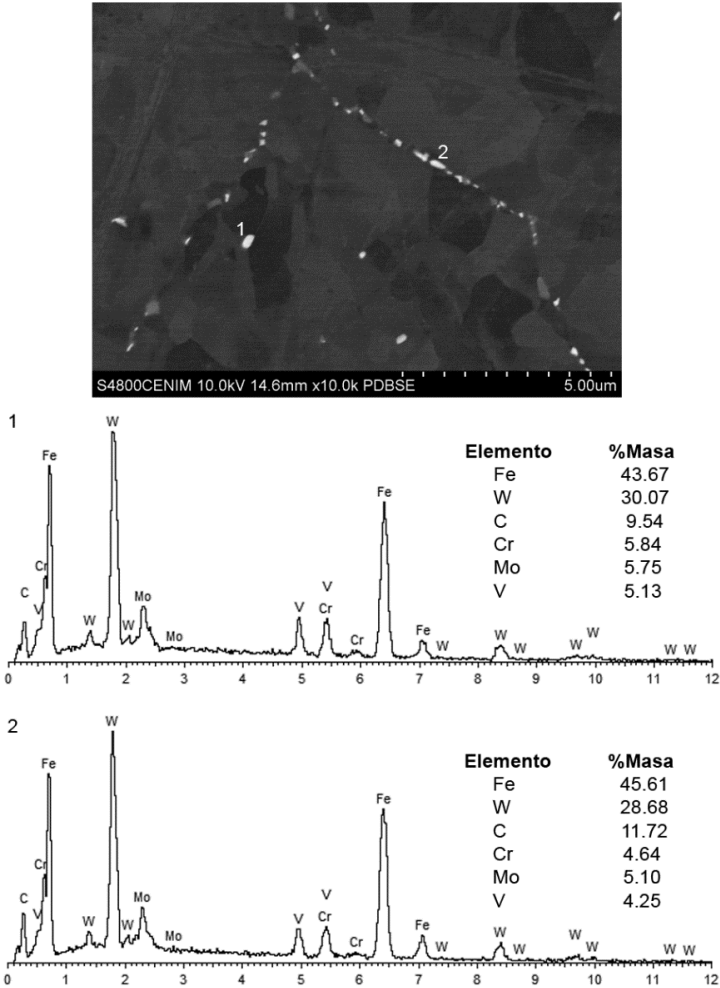 2
1
S4800CENIM 10.0kV 14.6mm x10.0k PDBSE 5.00um
1
W
Fe
Elemento %Masa
Fe 43.67
W 30.07
C 9.54
Cr 5.84
Mo 5.75
V 5.13
Fe
Cr
C
V
W
W
Mo
Mo
V
V
Cr
Cr
Fe
W
W
W
W
W
W W
0 1 2 3 4 5 6 7 8 9 10 11 12
2
W
Fe
Elemento %Masa
Fe 45.61
W 28.68
C 11.72
Cr 4.64
Mo 5.10
V 4.25
Fe
Cr
C
V
W
W
Mo
Mo
V
V
Cr
Cr
Fe
W
W
W
W
W
W W
0 1 2 3 4 5 6 7 8 9 10 11 12